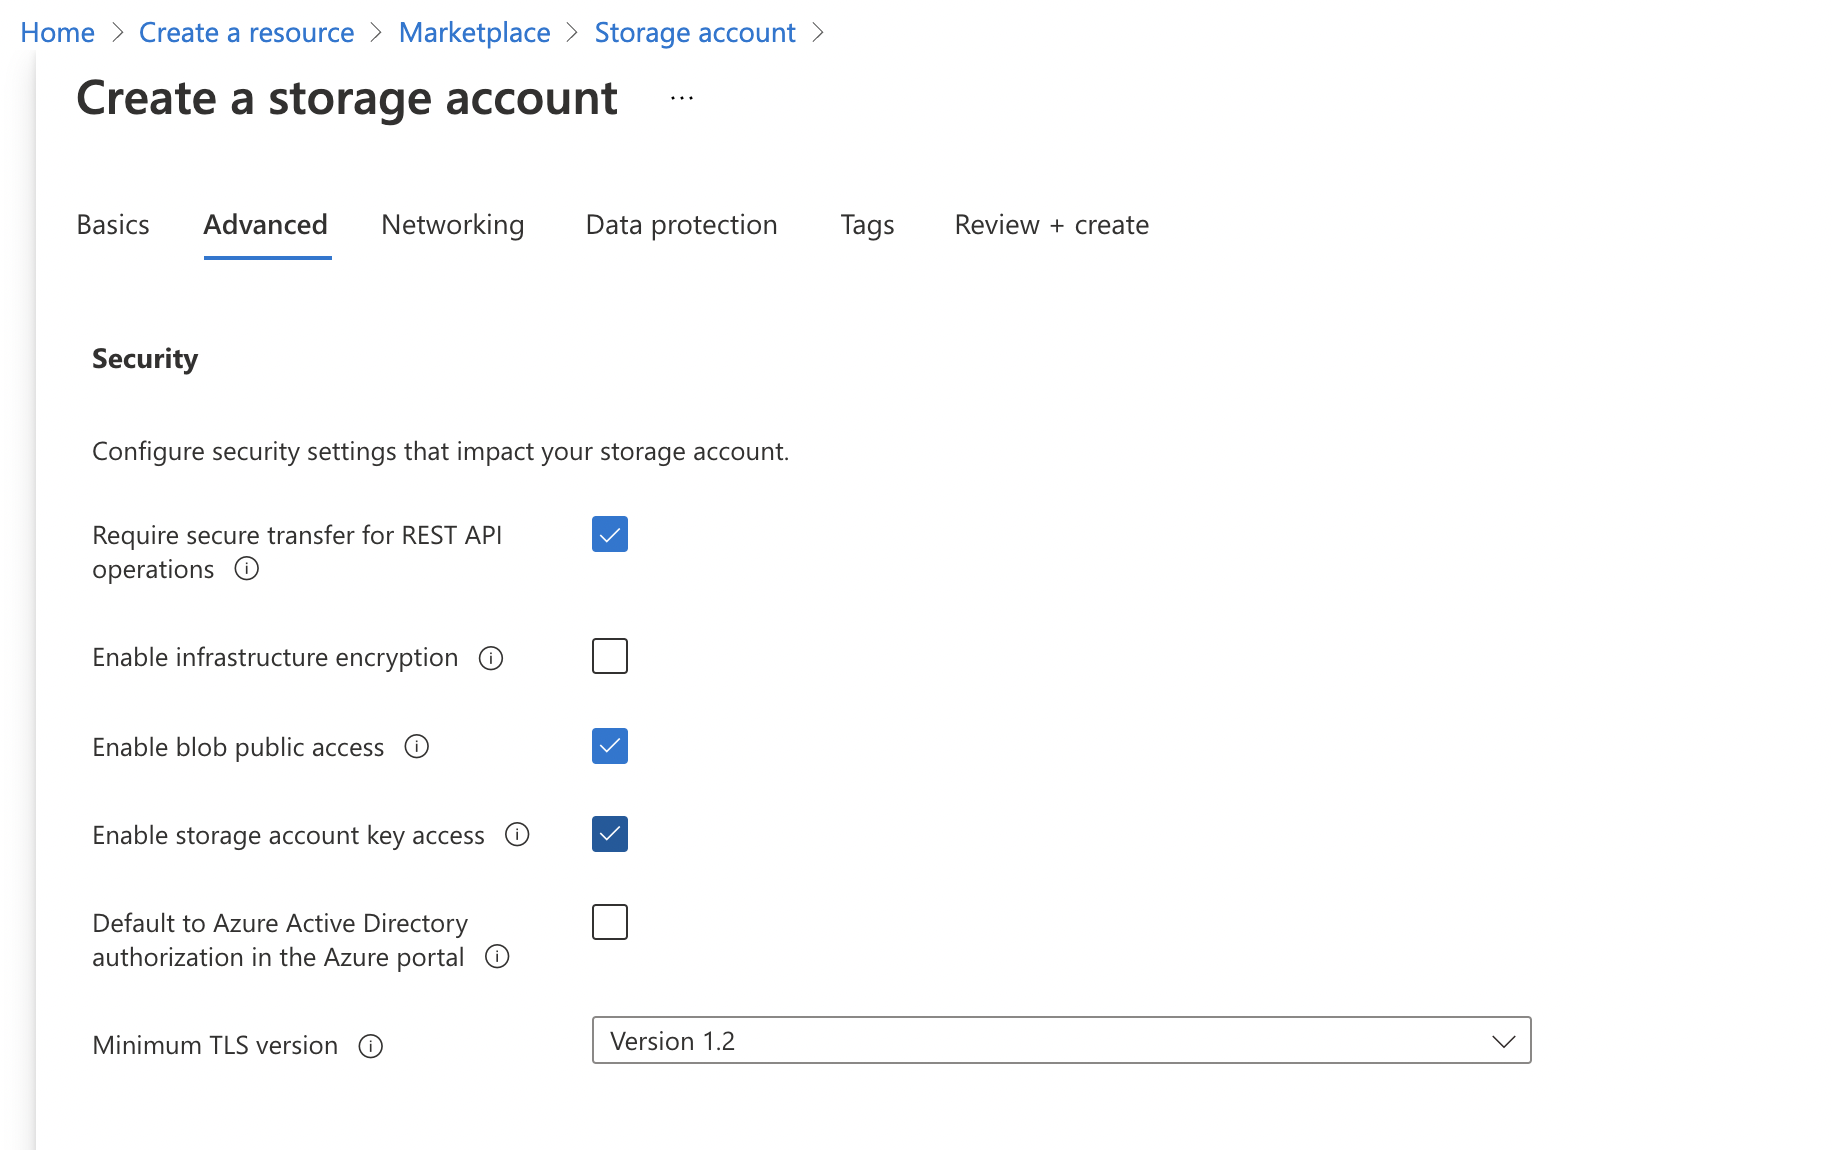 Home > Create a resource > Marketplace > Storage account >
Create a storage account ...
Basics Advanced Networking Data protection Tags Review + create
Security
Configure security settings that impact your storage account.
Require secure transfer for REST API
operations
Enable infrastructure encryption
Enable blob public access
Enable storage account key access
Default to Azure Active Directory
authorization in the Azure portal
Minimum TLS version Version 1.2